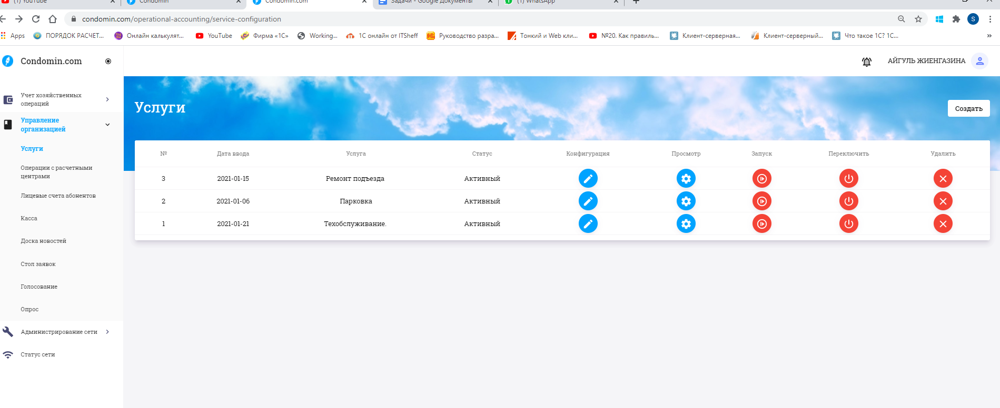 (1) YouTube
Condomin
Condomin.com
Задачи - Google Документы
(1) WhatsApp
condomin.com/operational-accounting/service-configuration
S
Apps
ПОРЯДОК РАСЧЕТ...
Онлайн калькулят...
YouTube
Фирма «1С»
Working...
1С онлайн от ITSheff
Руководство разра...
Тонкий и Web кли...
№20. Как правиль...
Клиент-серверная...
Клиент-серверный...
Что такое 1С? 1С...
»
Condomin.com
АЙГУЛЬ ЖИЕНГАЗИНА
Учет хозяйственных
операций
Управление
организацией
Услуги
Операции с расчетными
центрами
Лицевые счета абонентов
Касса
Доска новостей
Стол заявок
Голосование
Опрос
Администрирование сети
Статус сети
Услуги
Создать
№ Дата ввода Услуга Статус Конфигурация Просмотр Запуск Переключить Удалить
3 2021-01-15 Ремонт подъезда Активный
2 2021-01-06 Парковка Активный
1 2021-01-21 Техобслуживание. Активный